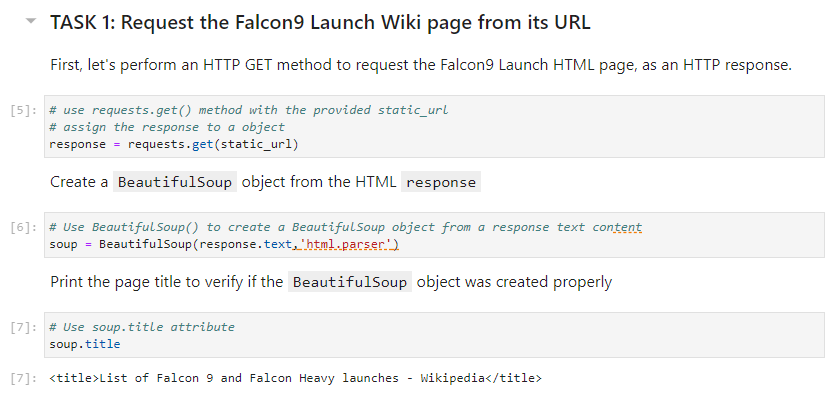 TASK 1: Request the Falcon9 Launch Wiki page from its URL
First, let's perform an HTTP GET method to request the Falcon9 Launch HTML page, as an HTTP response.
[5]: # use requests.get() method with the provided static_url
# assign the response to a object
response = requests.get(static_url)
Create a BeautifulSoup object from the HTML response
[6]: # Use BeautifulSoup() to create a BeautifulSoup object from a response text content
soup = BeautifulSoup(response.text,'html.parser')
Print the page title to verify if the BeautifulSoup object was created properly
[7]: # Use soup.title attribute
soup.title
[7]: <title>List of Falcon 9 and Falcon Heavy launches - Wikipedia</title>